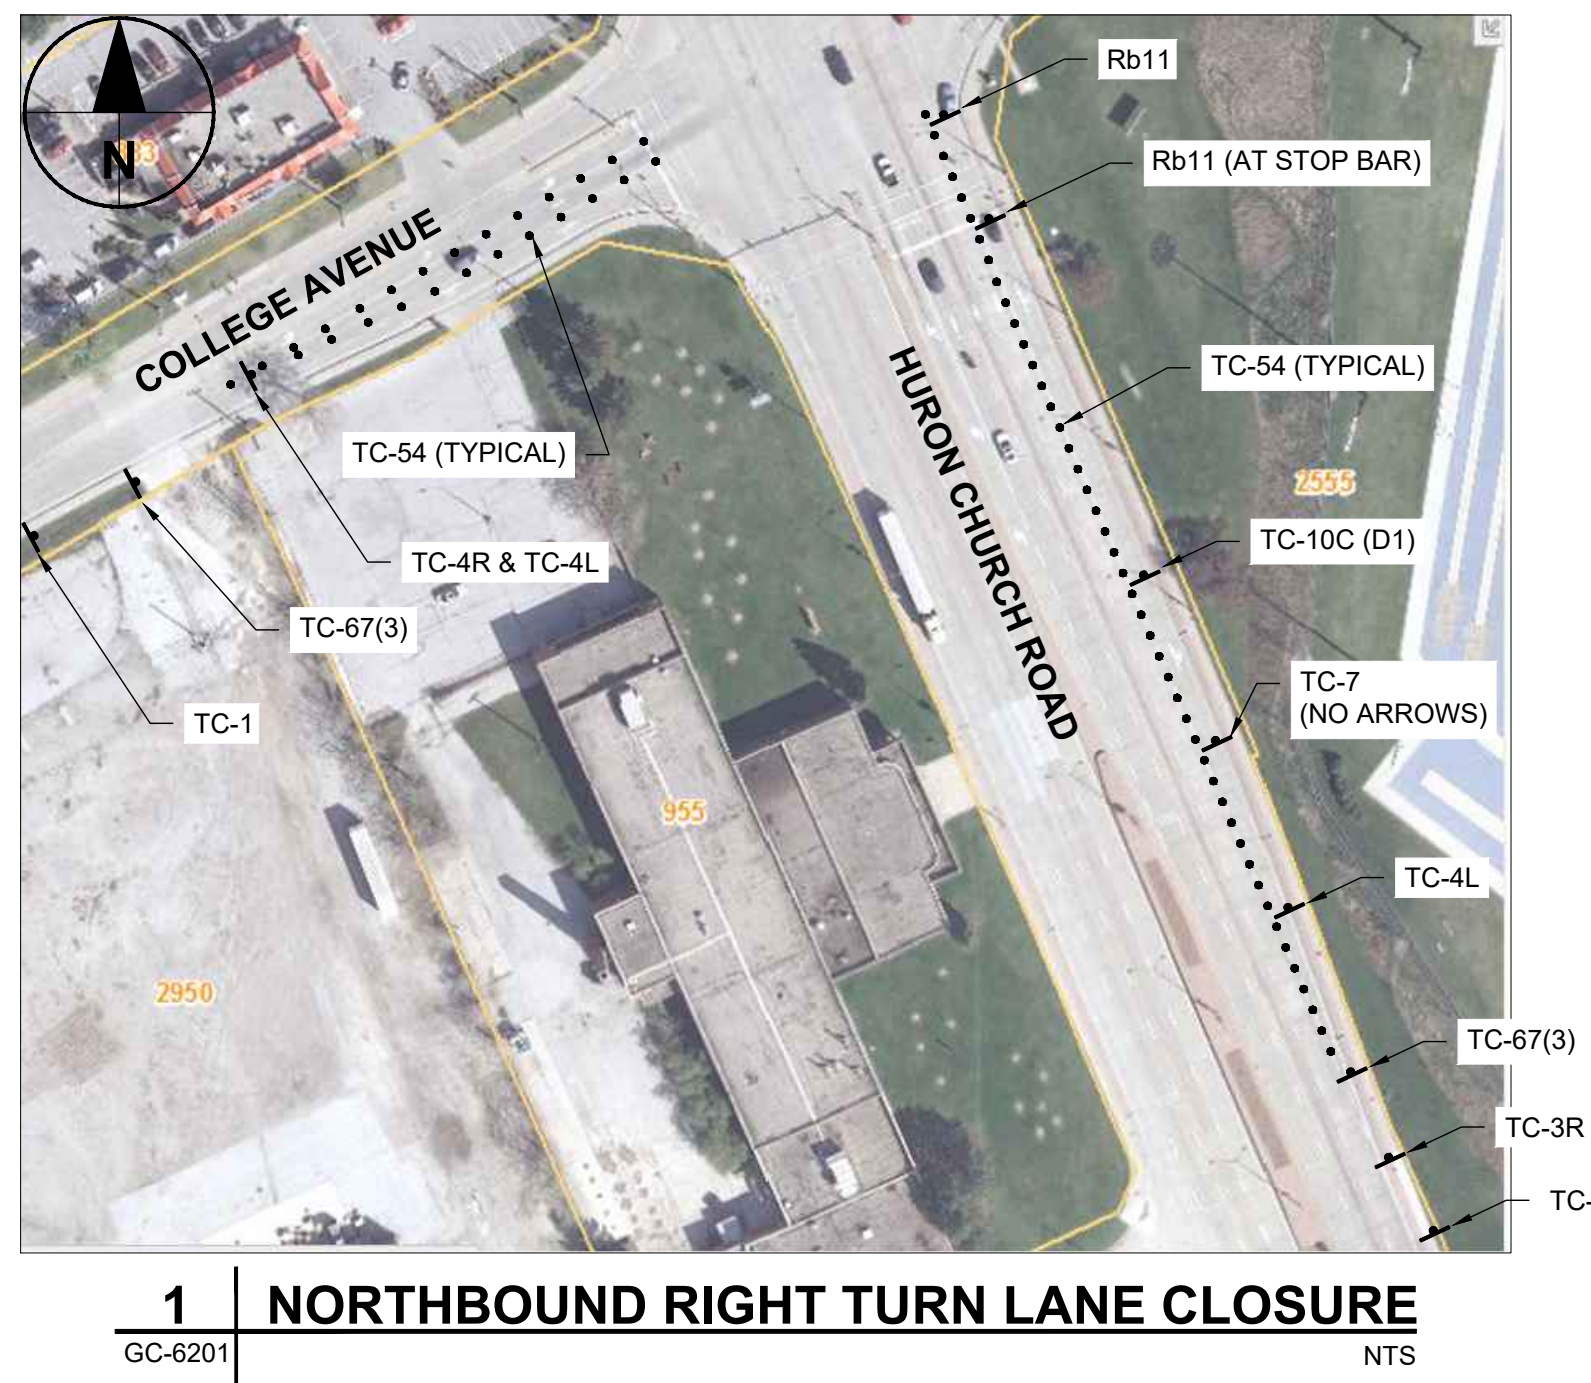 Rb11
Rb11 (AT STOP BAR)
N
COLLEGE AVENUE
TC-54 (TYPICAL)
HURON CHURCH ROAD
TC-54 (TYPICAL)
2555
TC-10C (D1)
TC-4R & TC-4L
TC-67(3)
TC-7
(NO ARROWS)
TC-1
955
TC-4L
2950
TC-67(3)
TC-3R
TC-
1 NORTHBOUND RIGHT TURN LANE CLOSURE
GC-6201
NTS